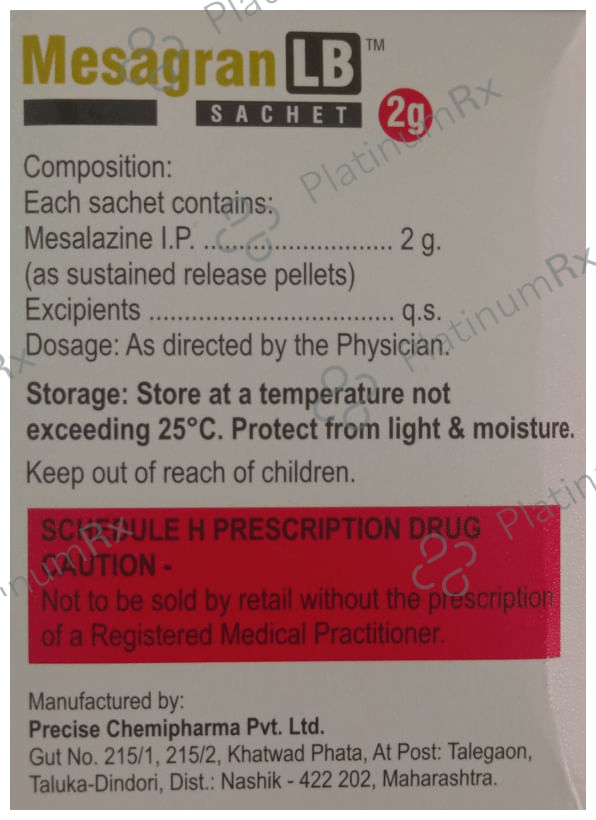 Mesagran LB™
SACHET 2g
Composition:
Each sachet contains:
Mesalazine I.P. .......................... 2 g.
(as sustained release pellets)
Excipients .................................. q.s.
Dosage: As directed by the Physician.
Storage: Store at a temperature not
exceeding 25°C. Protect from light & moisture.
Keep out of reach of children.
SCHEDULE H PRESCRIPTION DRUG
CAUTION -
Not to be sold by retail without the prescription
of a Registered Medical Practitioner.
Manufactured by:
Precise Chemipharma Pvt. Ltd.
Gut No. 215/1, 215/2, Khatwad Phata, At Post: Talegaon,
Taluka-Dindori, Dist.: Nashik - 422 202, Maharashtra.
PlatinumRx
PlatinumRx